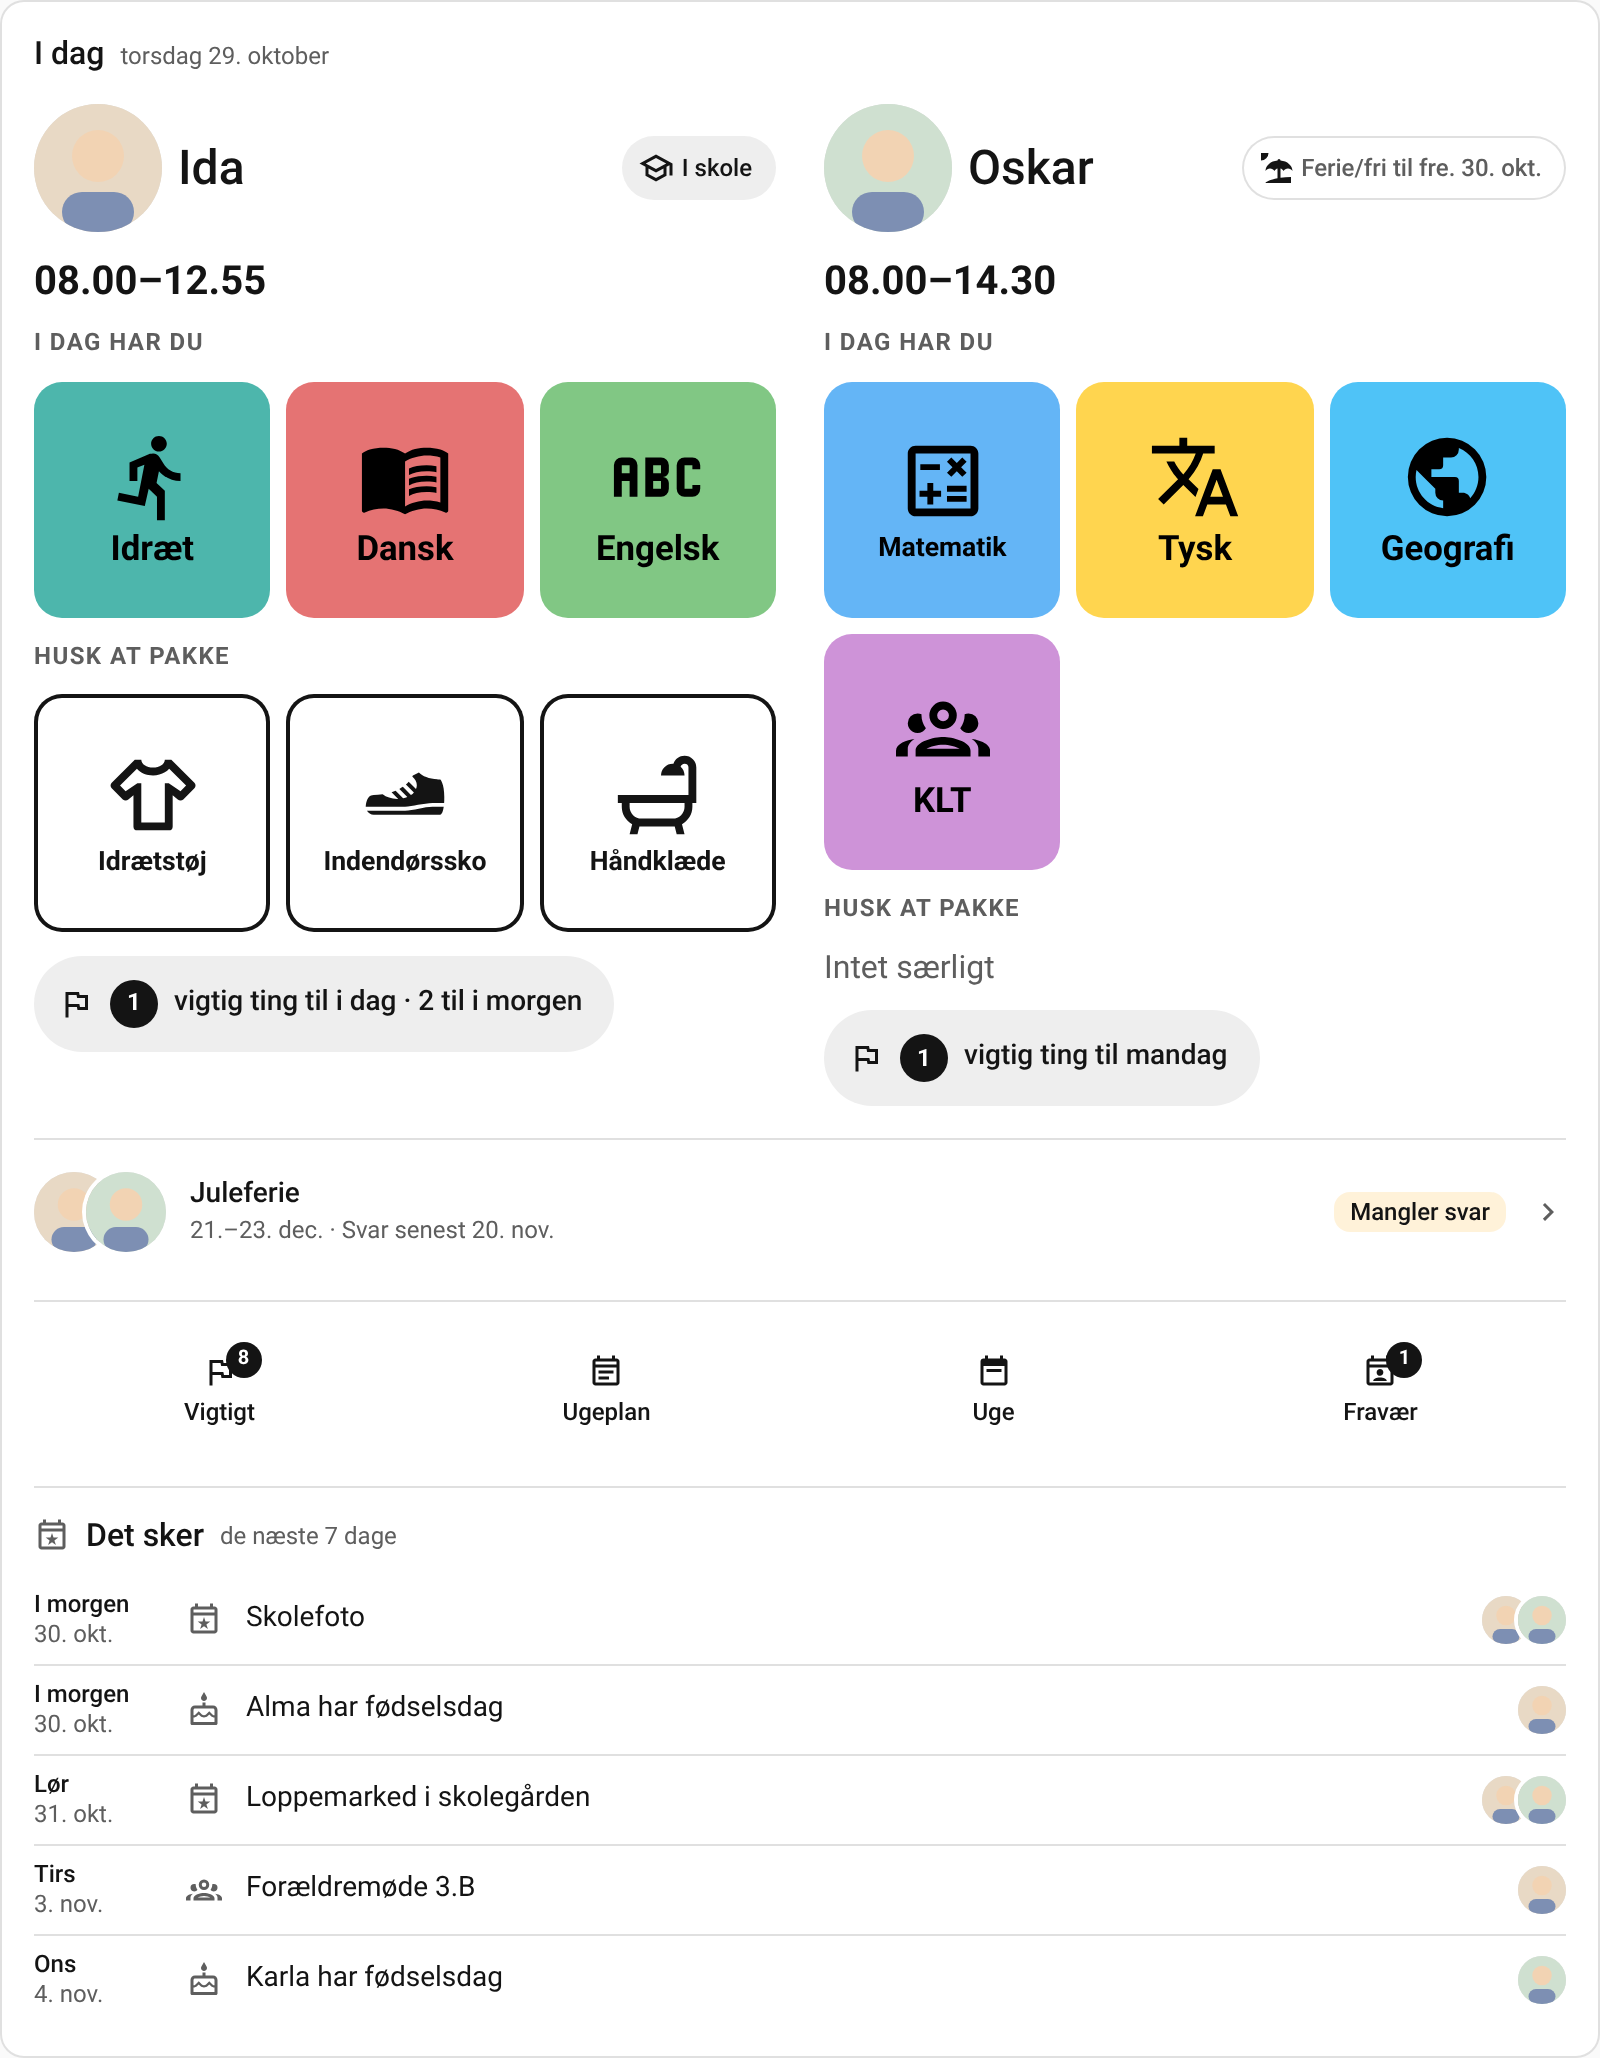 I dag torsdag 29. oktober
Ida
I skole
08.00–12.55
I DAG HAR DU
Idræt
Dansk
ABC
Engelsk
HUSK AT PAKKE
Idrætstøj
Indendørssko
Håndklæde
1 vigtig ting til i dag · 2 til i morgen
Oskar
Ferie/fri til fre. 30. okt.
08.00–14.30
I DAG HAR DU
Matematik
Tysk
Geografi
KLT
HUSK AT PAKKE
Intet særligt
1 vigtig ting til mandag
Juleferie
21.–23. dec. · Svar senest 20. nov.
Mangler svar
8
Vigtigt
Ugeplan
Uge
1
Fravær
Det sker de næste 7 dage
I morgen
30. okt.
Skolefoto
I morgen
30. okt.
Alma har fødselsdag
Lør
31. okt.
Loppemarked i skolegården
Tirs
3. nov.
Forældremøde 3.B
Ons
4. nov.
Karla har fødselsdag